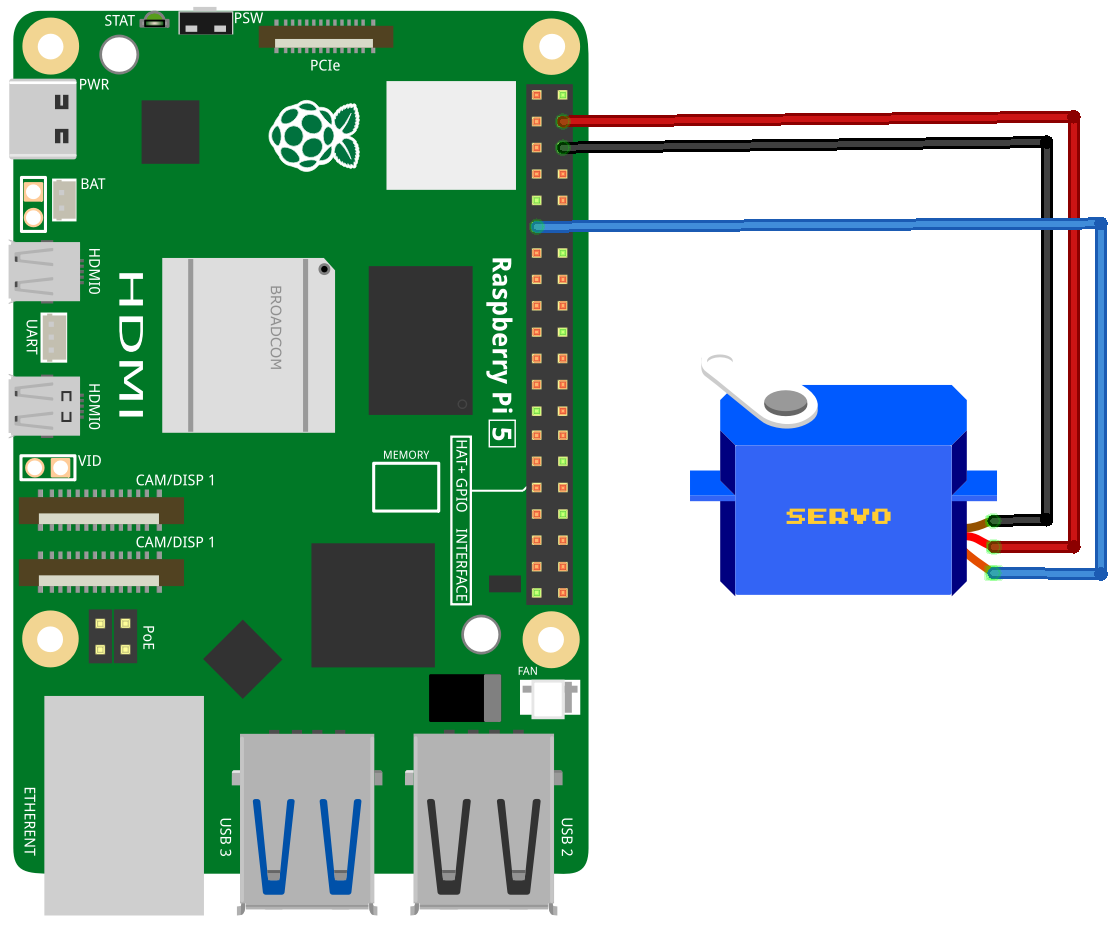 STAT
PSW
PCIe
PWR
BAT
HDMI0
UART
HDMI
BROADCOM
Raspberry Pi 5
HDMI0
VID
MEMORY
HAT+ GPIO INTERFACE
CAM/DISP 1
CAM/DISP 1
SERVO
PoE
FAN
ETHERENT
USB 3
USB 2